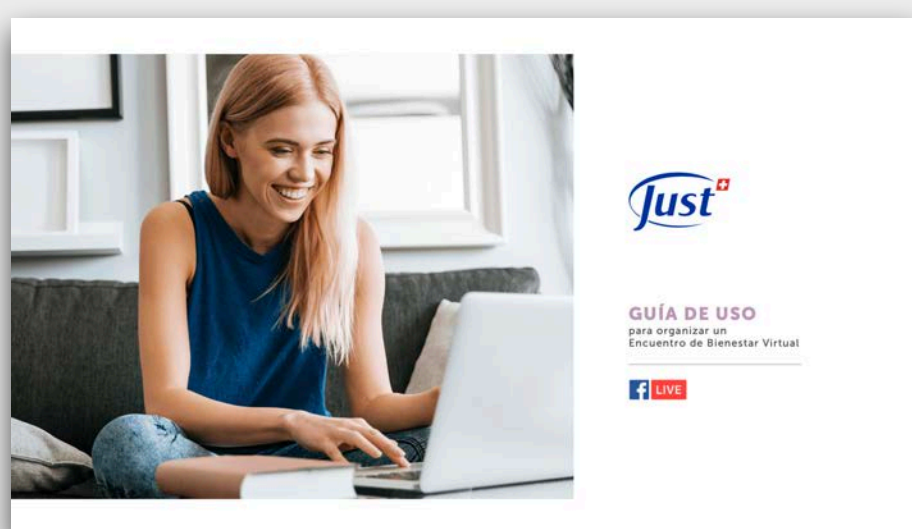 Just
GUÍA DE USO
para organizar un
Encuentro de Bienestar Virtual
f LIVE